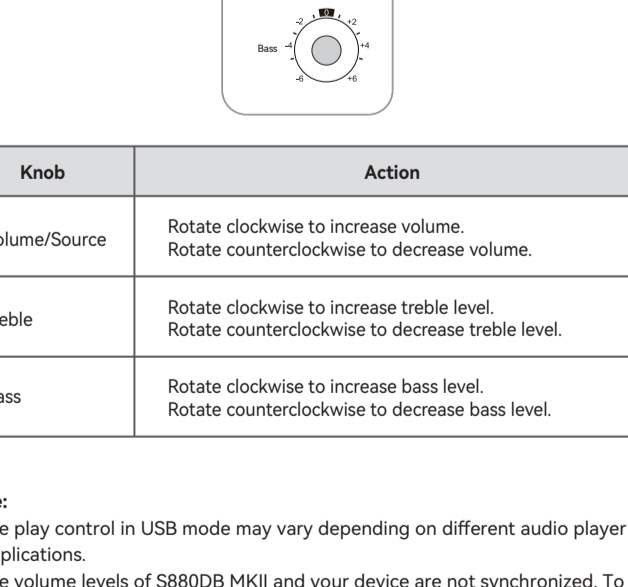 0
-2 +2
Bass -4 +4
-6 +6
Knob Action
olume/Source
Rotate clockwise to increase volume.
Rotate counterclockwise to decrease volume.
eble
Rotate clockwise to increase treble level.
Rotate counterclockwise to decrease treble level.
ass
Rotate clockwise to increase bass level.
Rotate counterclockwise to decrease bass level.
e:
e play control in USB mode may vary depending on different audio player
plications.
e volume levels of S880DB MKII and your device are not synchronized. To